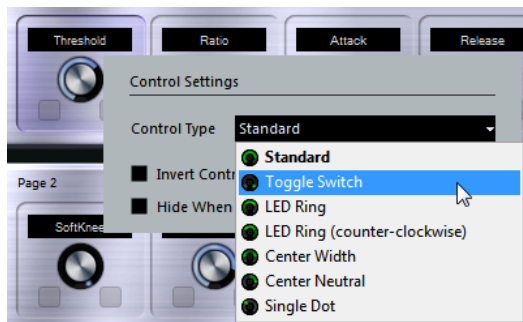 Threshold
Ratio
Attack
Release
Control Settings
Control Type
Standard
Standard
Invert Contr
Toggle Switch
Hide When
LED Ring
LED Ring (counter-clockwise)
Center Width
Center Neutral
Single Dot
Page 2
SoftKnee